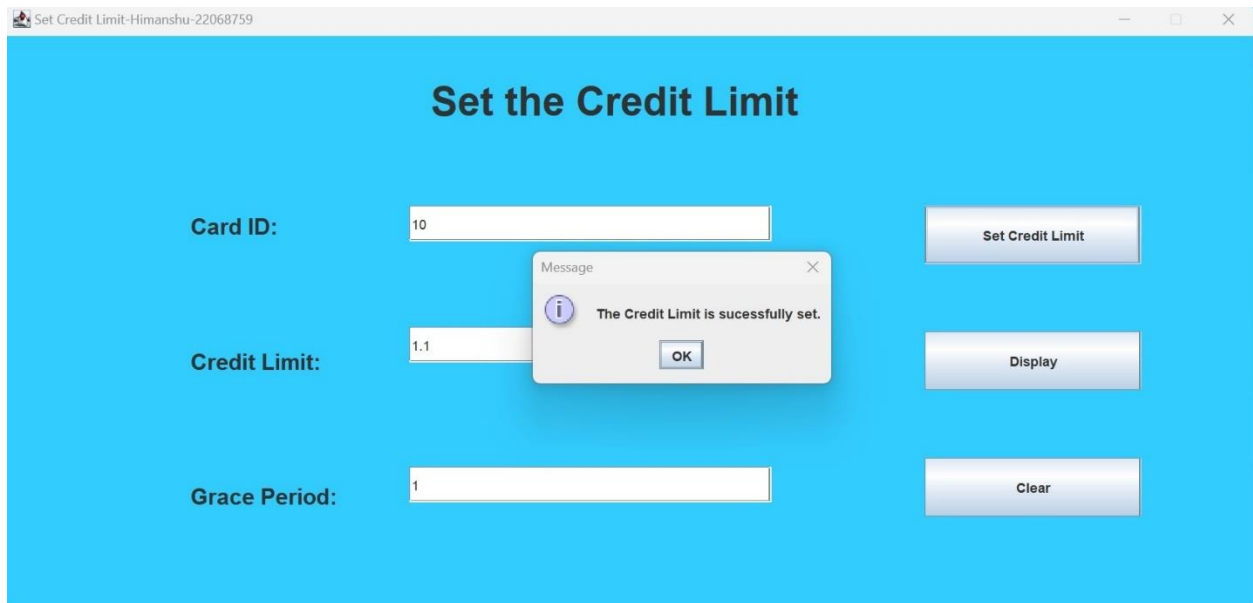 Set Credit Limit-Himanshu-22068759
Set the Credit Limit
Card ID:
10
Set Credit Limit
Message
i
The Credit Limit is sucessfully set.
OK
Credit Limit:
1.1
Display
Grace Period:
1
Clear